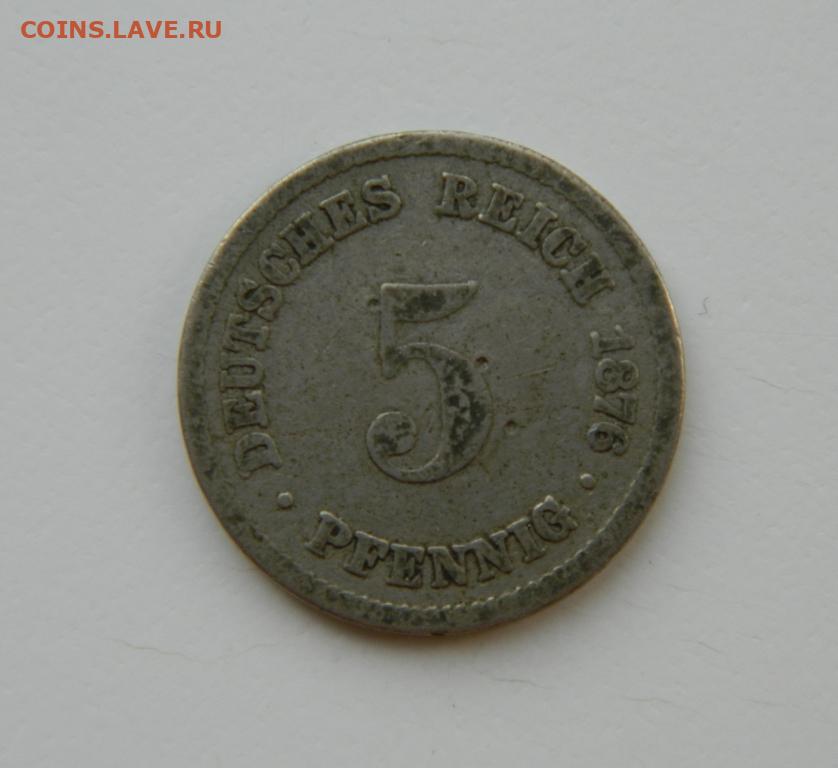 COINS.LAVE.RU
DEUTSCHES REICH 1876
5
· PFENNIG ·